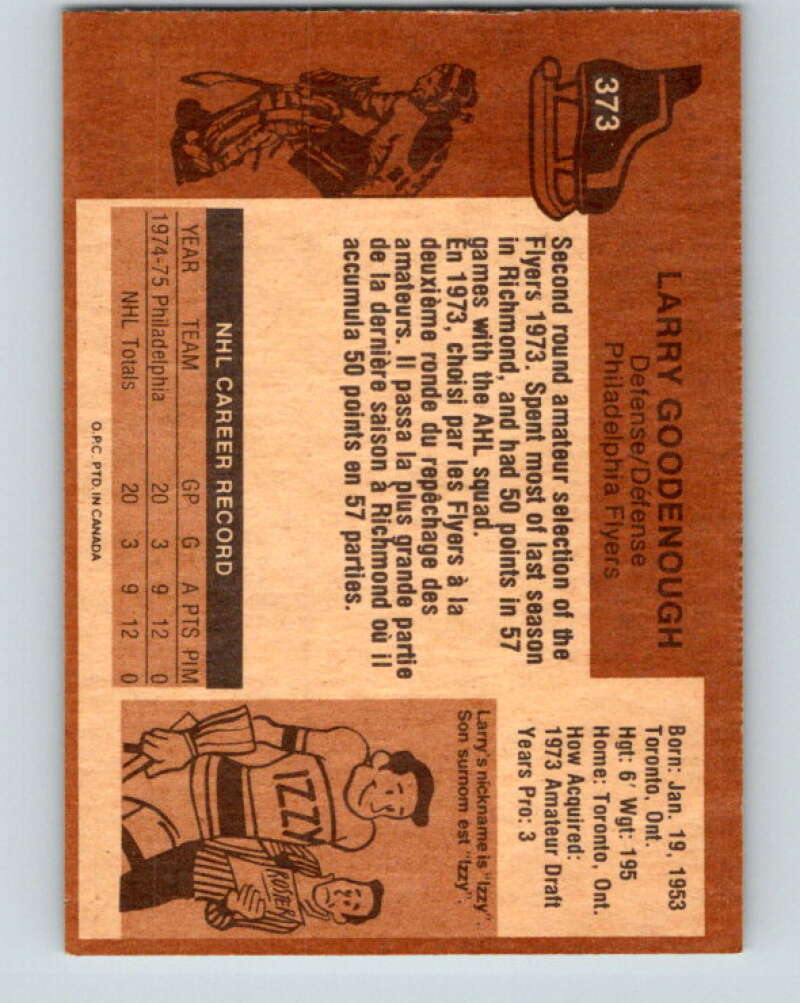 373
LARRY GOODENOUGH
Defense/Défense
Philadelphia Flyers
Born: Jan. 19, 1953
Toronto, Ont.
Hgt: 6' Wgt: 195
Home: Toronto, Ont.
How Acquired:
1973 Amateur Draft
Years Pro: 3
Second round amateur selection of the
Flyers 1973. Spent most of last season
in Richmond, and had 50 points in 57
games with the AHL squad.
En 1973, choisi par les Flyers à la
deuxième ronde du repêchage des
amateurs. Il passa la plus grande partie
de la dernière saison à Richmond où il
accumula 50 points en 57 parties.
Larry's nickname is "Izzy".
Son surnom est "Izzy".
IZZY
ROSTER
NHL CAREER RECORD
YEAR TEAM GP G A PTS PIM
1974-75 Philadelphia 20 3 9 12 0
NHL Totals 20 3 9 12 0
O.P.C. PTD. IN CANADA